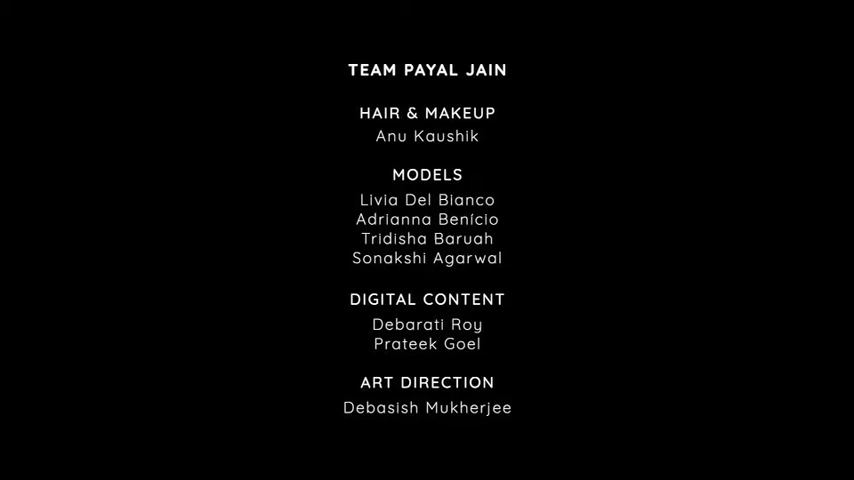 TEAM PAYAL JAIN
HAIR & MAKEUP
Anu Kaushik
MODELS
Livia Del Bianco
Adrianna Benício
Tridisha Baruah
Sonakshi Agarwal
DIGITAL CONTENT
Debarati Roy
Prateek Goel
ART DIRECTION
Debasish Mukherjee